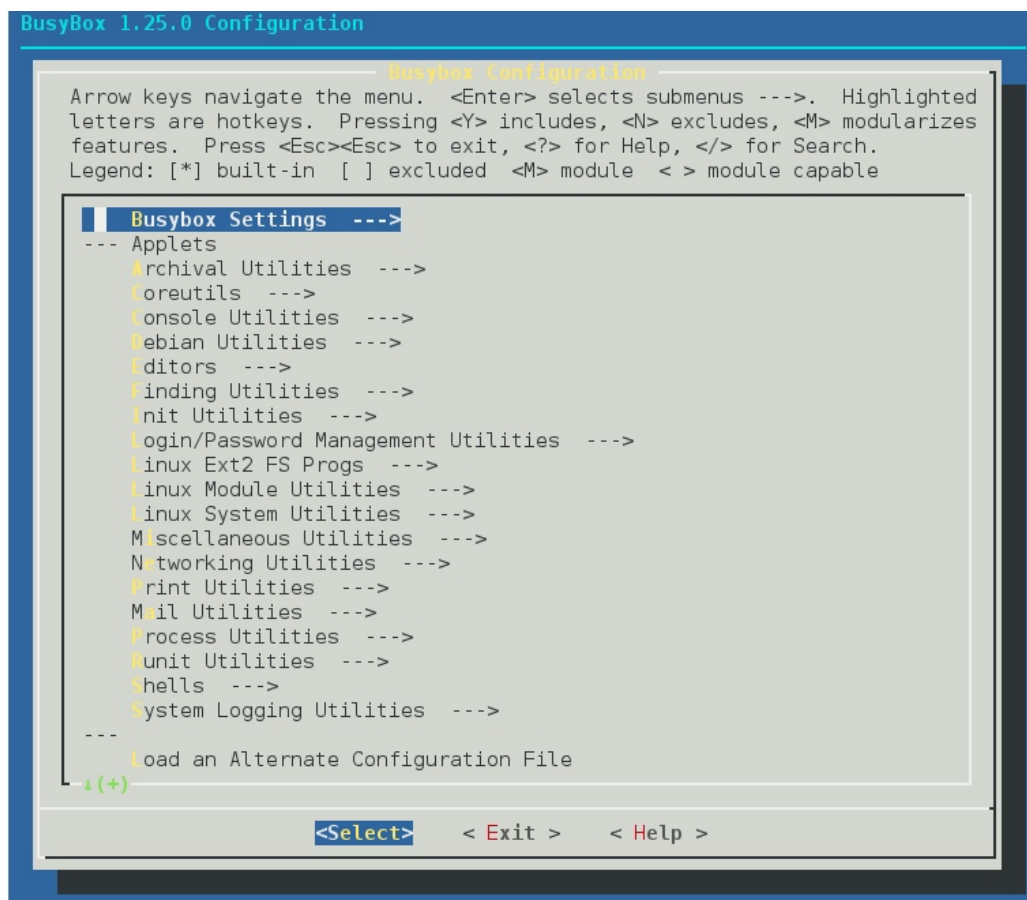 BusyBox 1.25.0 Configuration
Busybox Configuration
Arrow keys navigate the menu.  <Enter> selects submenus --->.  Highlighted
letters are hotkeys.  Pressing <Y> includes, <N> excludes, <M> modularizes
features.  Press <Esc><Esc> to exit, <?> for Help, </> for Search.
Legend: [*] built-in  [ ] excluded  <M> module  < > module capable
Busybox Settings  --->
--- Applets
Archival Utilities  --->
Coreutils  --->
Console Utilities  --->
Debian Utilities  --->
Editors  --->
Finding Utilities  --->
Init Utilities  --->
Login/Password Management Utilities  --->
Linux Ext2 FS Progs  --->
Linux Module Utilities  --->
Linux System Utilities  --->
Miscellaneous Utilities  --->
Networking Utilities  --->
Print Utilities  --->
Mail Utilities  --->
Process Utilities  --->
Runit Utilities  --->
Shells  --->
System Logging Utilities  --->
---
Load an Alternate Configuration File
↓(+)
<Select>    < Exit >    < Help >